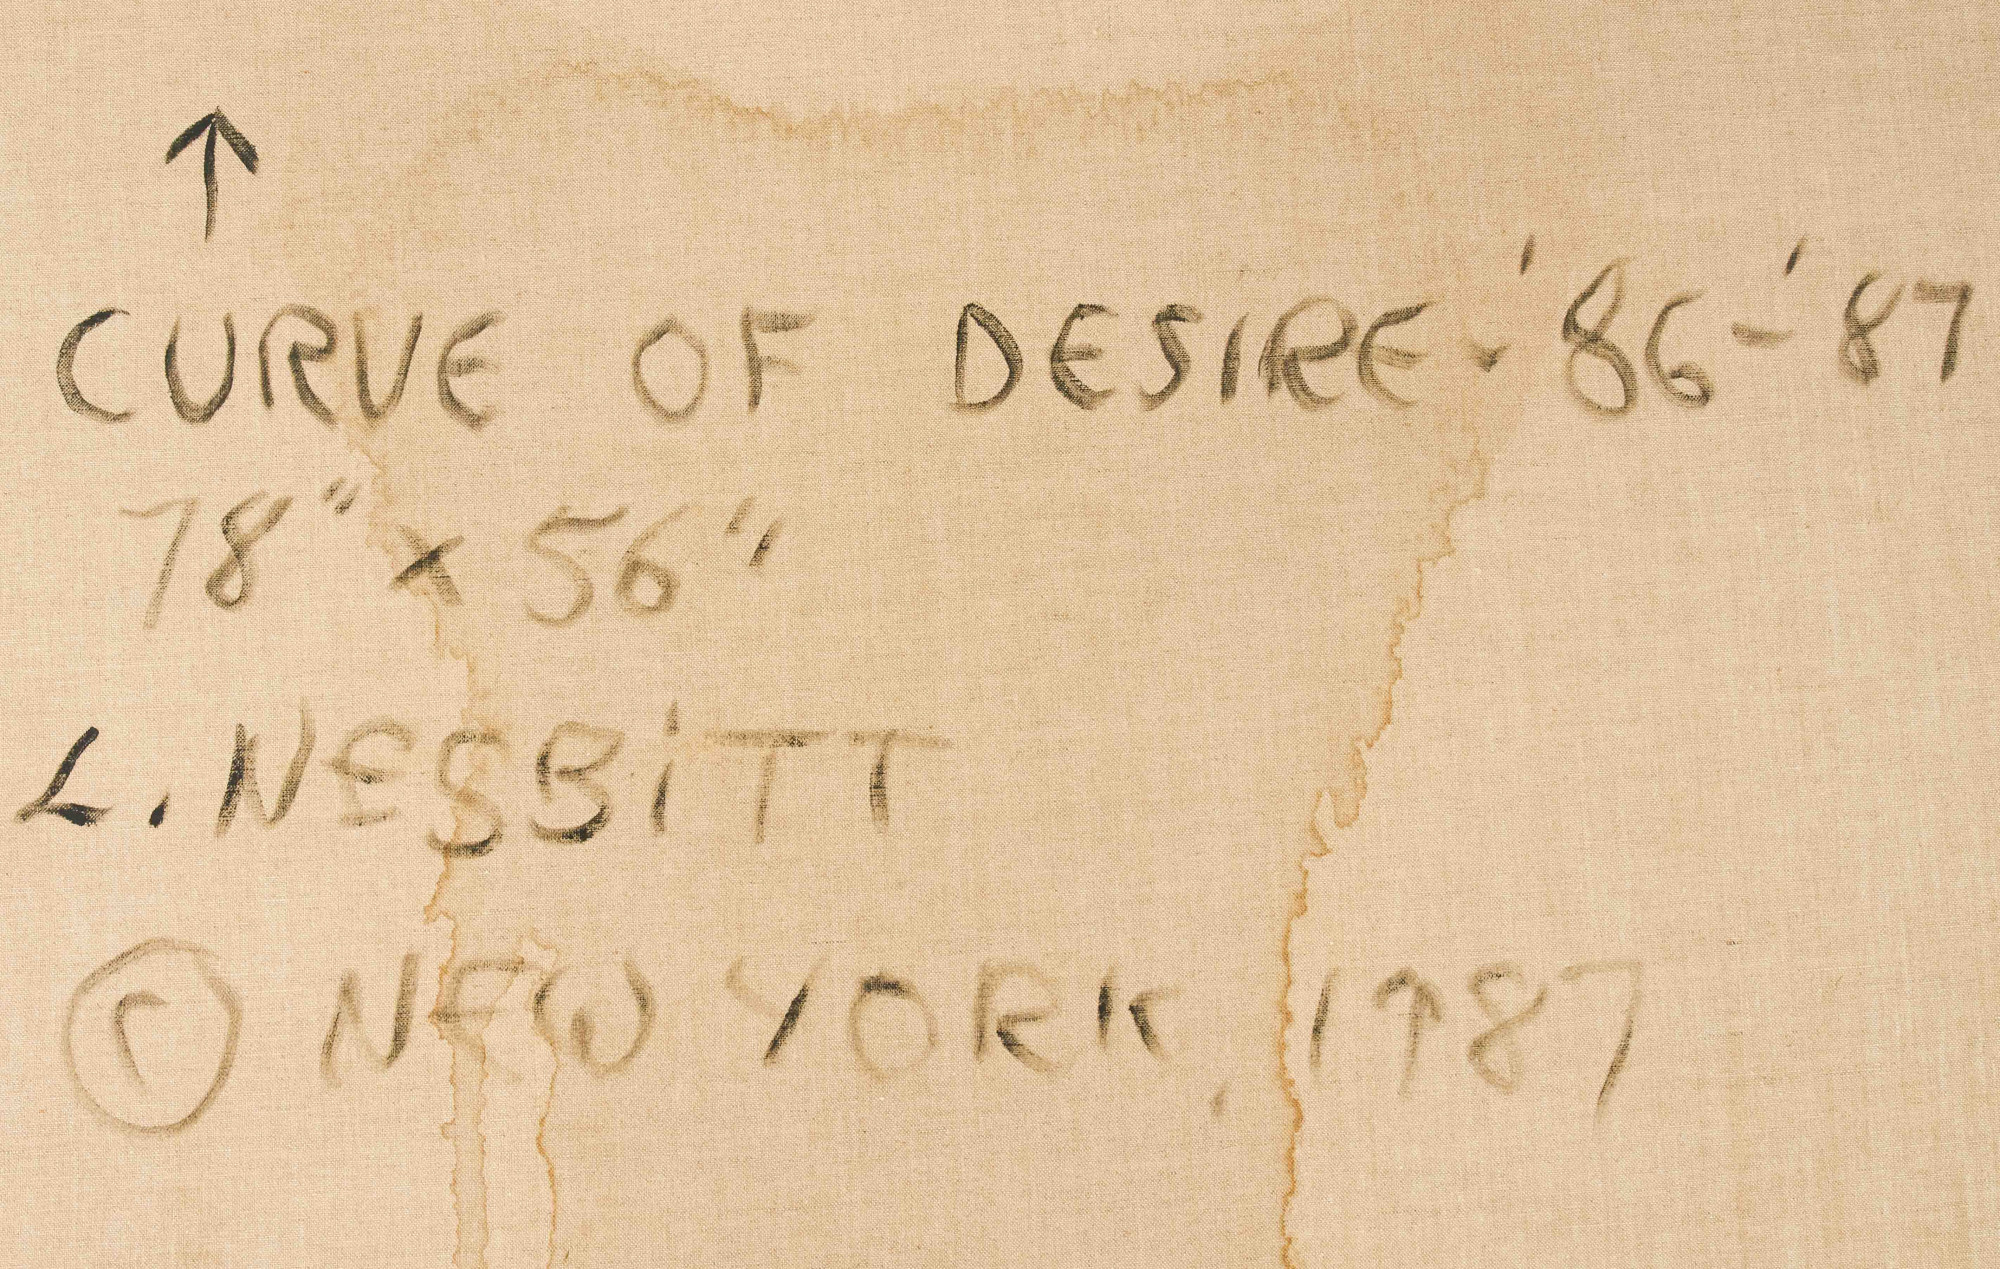 ↑
CURVE OF DESIRE - '86-'87
78" x 56"
L. NESBITT
© NEW YORK, 1987